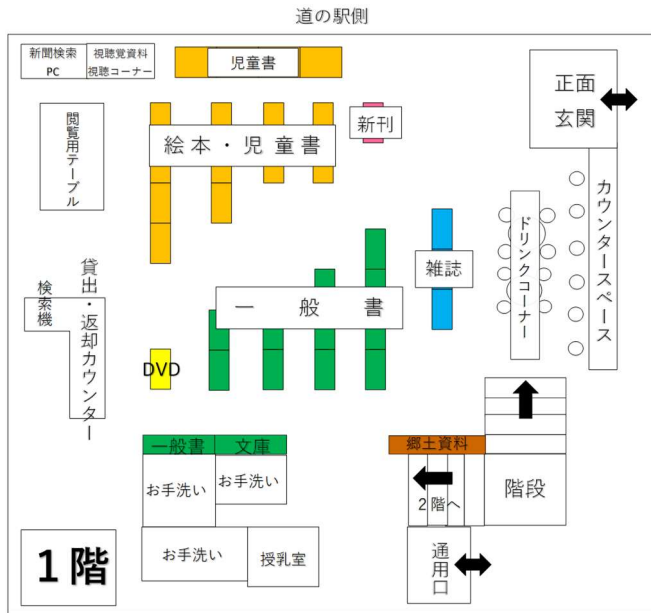 道の駅側
新聞検索
PC
視聴覚資料
視聴コーナー
児童書
正面
玄関
閲覧用テーブル
絵本・児童書
新刊
カウンタースペース
ドリンクコーナー
雑誌
検索機
貸出・返却カウンター
一般書
DVD
一般書
文庫
郷土資料
お手洗い
お手洗い
2階へ
階段
1階
お手洗い
授乳室
通用口